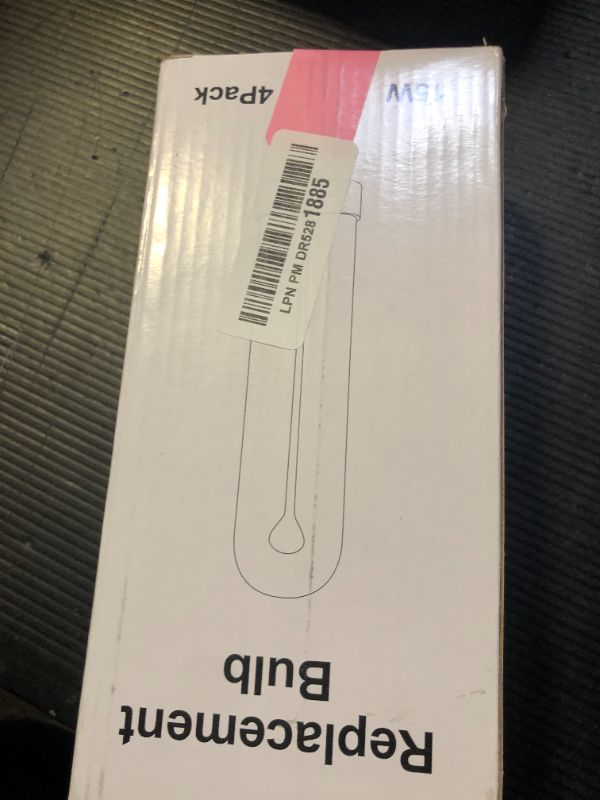 Replacement
Bulb
15W
4Pack
LPN PM DR5281885